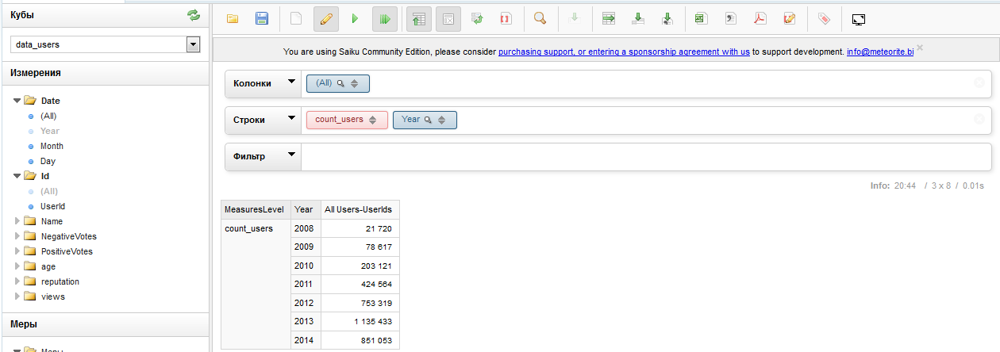 Кубы
data_users
Измерения
Date
(All)
Year
Month
Day
Id
(All)
UserId
Name
NegativeVotes
PositiveVotes
age
reputation
views
Меры
You are using Saiku Community Edition, please consider purchasing support, or entering a sponsorship agreement with us to support development. info@meteorite.bi
Колонки (All)
Строки count_users Year
Фильтр
Info: 20:44 / 3 x 8 / 0.01s
MeasuresLevel Year All Users-UserIds
count_users 2008 21 720
2009 78 617
2010 203 121
2011 424 564
2012 753 319
2013 1 135 433
2014 851 053